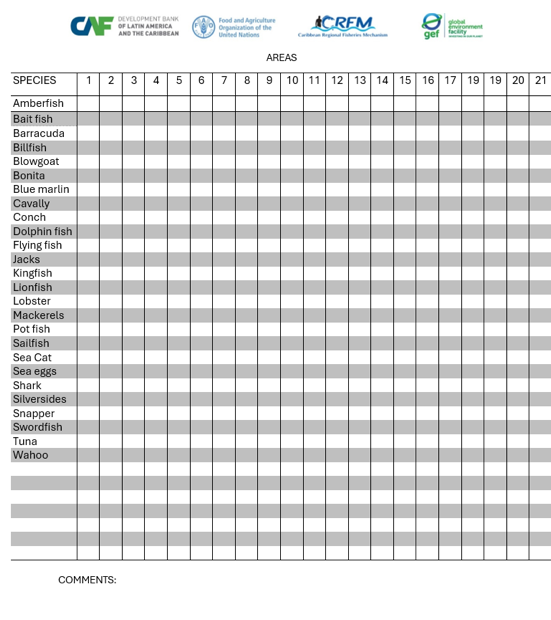 CAF DEVELOPMENT BANK
OF LATIN AMERICA
AND THE CARIBBEAN
Food and Agriculture
Organization of the
United Nations
CRFM
Caribbean Regional Fisheries Mechanism
gef
global
environment
facility
AREAS
SPECIES 1 2 3 4 5 6 7 8 9 10 11 12 13 14 15 16 17 19 19 20 21
Amberfish
Bait fish
Barracuda
Billfish
Blowgoat
Bonita
Blue marlin
Cavally
Conch
Dolphin fish
Flying fish
Jacks
Kingfish
Lionfish
Lobster
Mackerels
Pot fish
Sailfish
Sea Cat
Sea eggs
Shark
Silversides
Snapper
Swordfish
Tuna
Wahoo
COMMENTS: